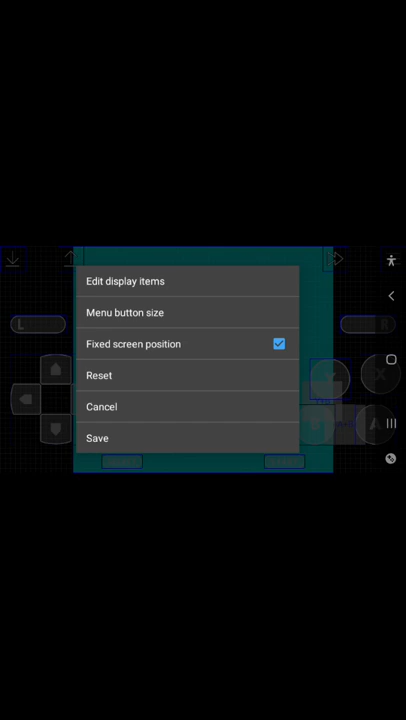 Edit display items
Menu button size
L
Fixed screen position
R
Y
X
Reset
Cancel
A
Save